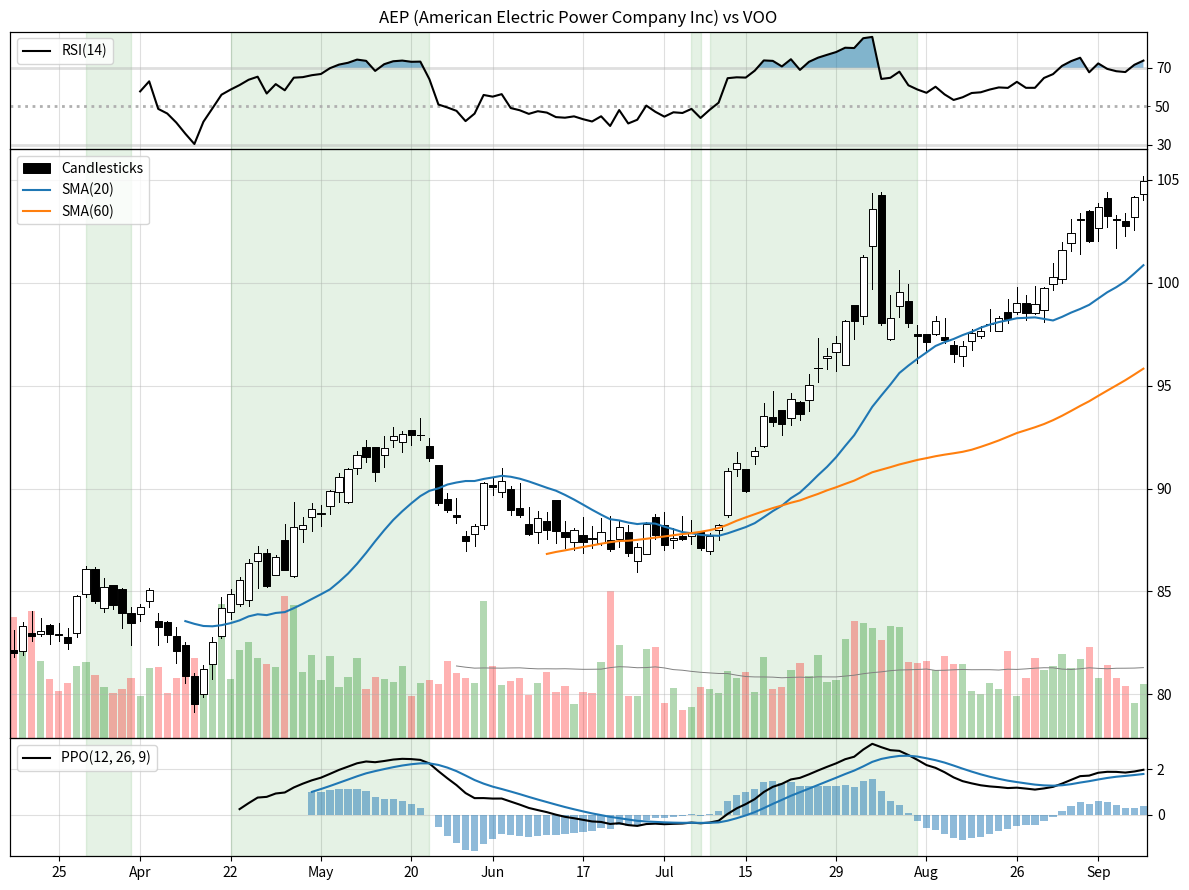 AEP (American Electric Power Company Inc) vs VOO
RSI(14)
70
50
30
Candlesticks
SMA(20)
SMA(60)
105
100
95
90
85
80
PPO(12, 26, 9)
2
0
25 Apr 22 May 20 Jun 17 Jul 15 29 Aug 26 Sep